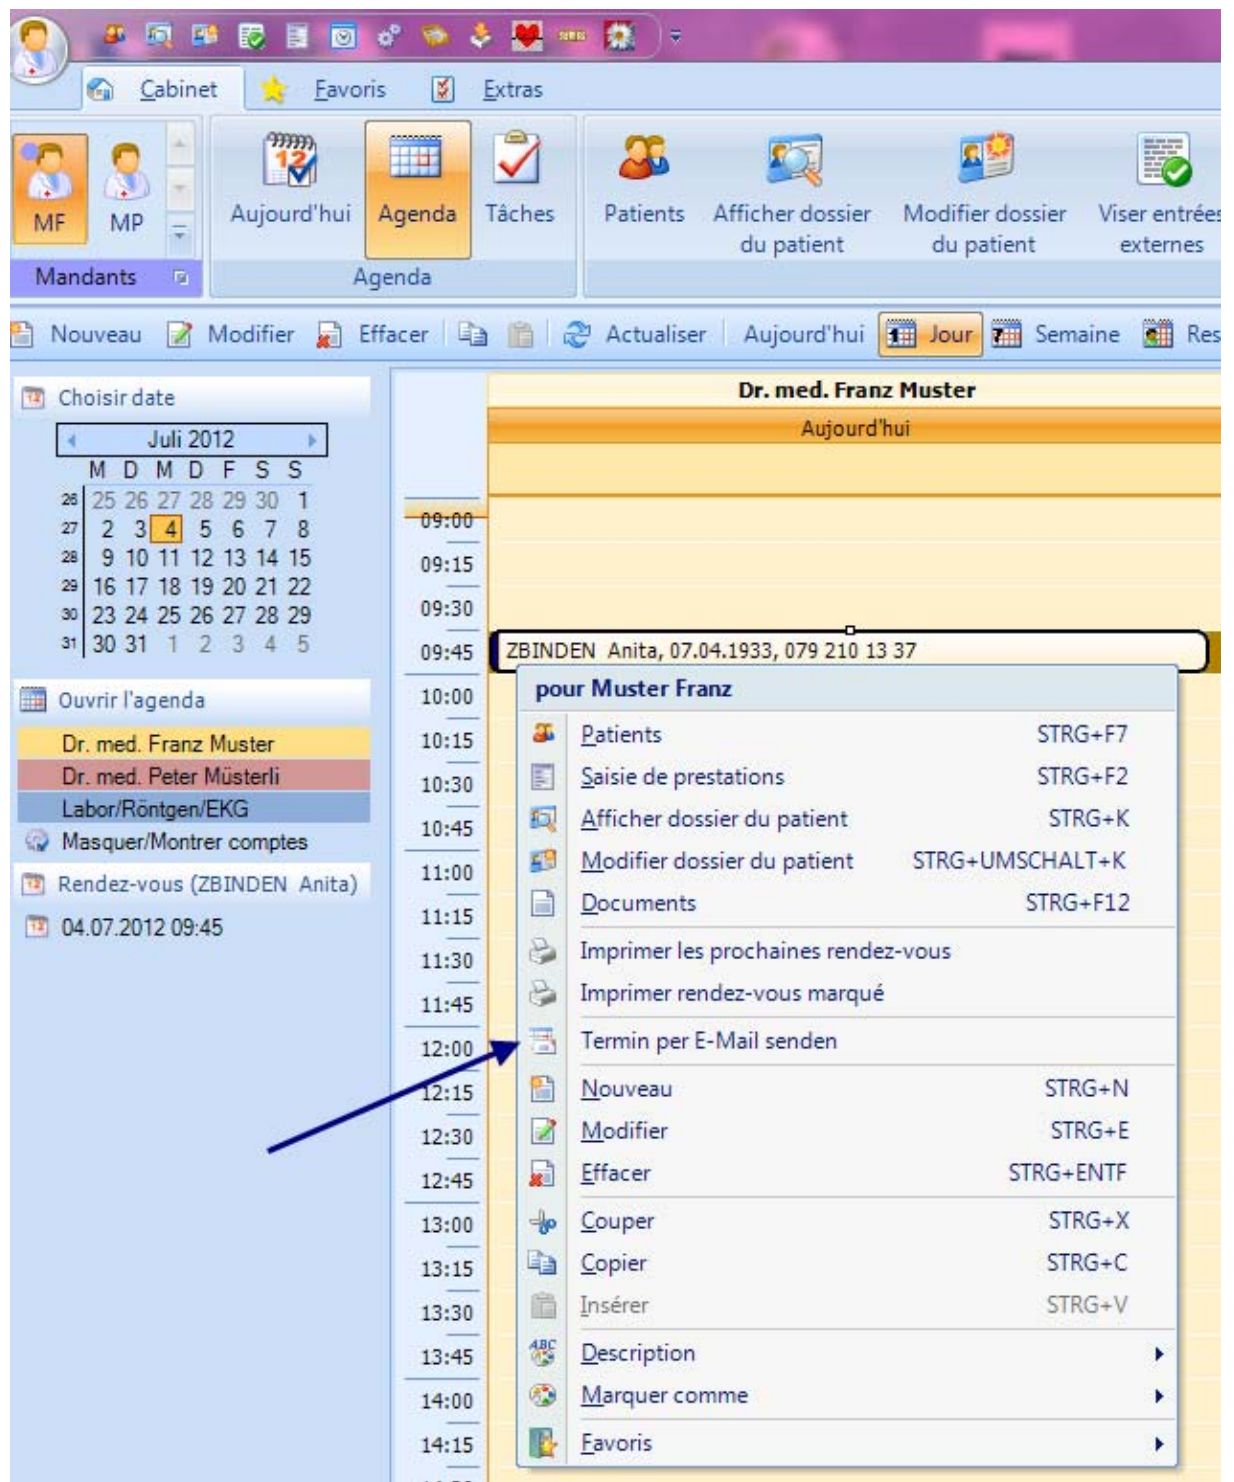 Cabinet Favoris Extras
MF MP Aujourd'hui Agenda Tâches Patients Afficher dossier du patient Modifier dossier du patient Viser entrées externes
Mandants Agenda
Nouveau Modifier Effacer Actualiser Aujourd'hui Jour Semaine Res
Choisir date
Juli 2012
M D M D F S S
26 25 26 27 28 29 30 1
27 2 3 4 5 6 7 8
28 9 10 11 12 13 14 15
29 16 17 18 19 20 21 22
30 23 24 25 26 27 28 29
31 30 31 1 2 3 4 5
Ouvrir l'agenda
Dr. med. Franz Muster
Dr. med. Peter Müsterli
Labor/Röntgen/EKG
Masquer/Montrer comptes
Rendez-vous (ZBINDEN Anita)
04.07.2012 09:45
Dr. med. Franz Muster
Aujourd'hui
09:00
09:15
09:30
09:45 ZBINDEN Anita, 07.04.1933, 079 210 13 37
10:00
10:15
10:30
10:45
11:00
11:15
11:30
11:45
12:00
12:15
12:30
12:45
13:00
13:15
13:30
13:45
14:00
14:15
pour Muster Franz
Patients STRG+F7
Saisie de prestations STRG+F2
Afficher dossier du patient STRG+K
Modifier dossier du patient STRG+UMSCHALT+K
Documents STRG+F12
Imprimer les prochaines rendez-vous
Imprimer rendez-vous marqué
Termin per E-Mail senden
Nouveau STRG+N
Modifier STRG+E
Effacer STRG+ENTF
Couper STRG+X
Copier STRG+C
Insérer STRG+V
Description
Marquer comme
Favoris